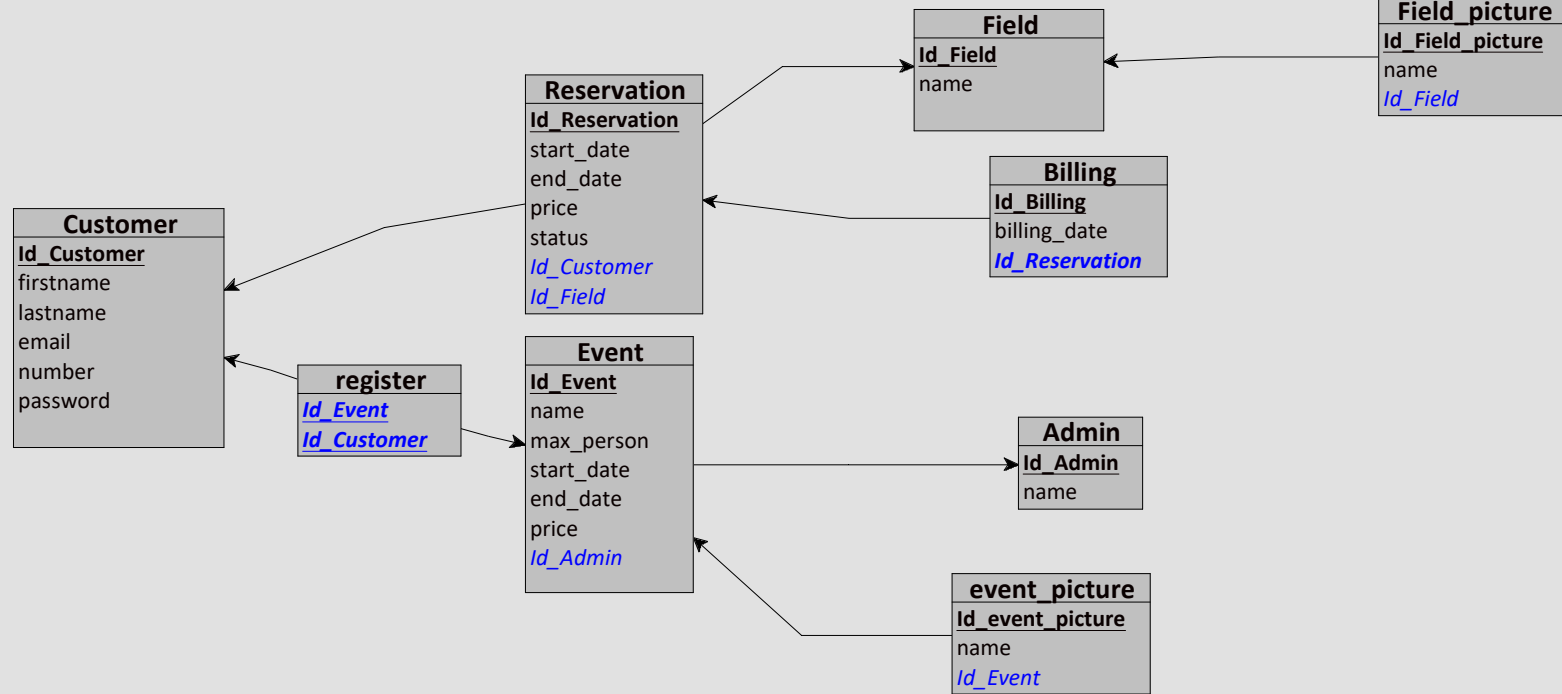 Field_picture
Id_Field_picture
name
Id_Field
Field
Id_Field
name
Reservation
Id_Reservation
start_date
end_date
price
status
Id_Customer
Id_Field
Billing
Id_Billing
billing_date
Id_Reservation
Customer
Id_Customer
firstname
lastname
email
number
password
register
Id_Event
Id_Customer
Event
Id_Event
name
max_person
start_date
end_date
price
Id_Admin
Admin
Id_Admin
name
event_picture
Id_event_picture
name
Id_Event